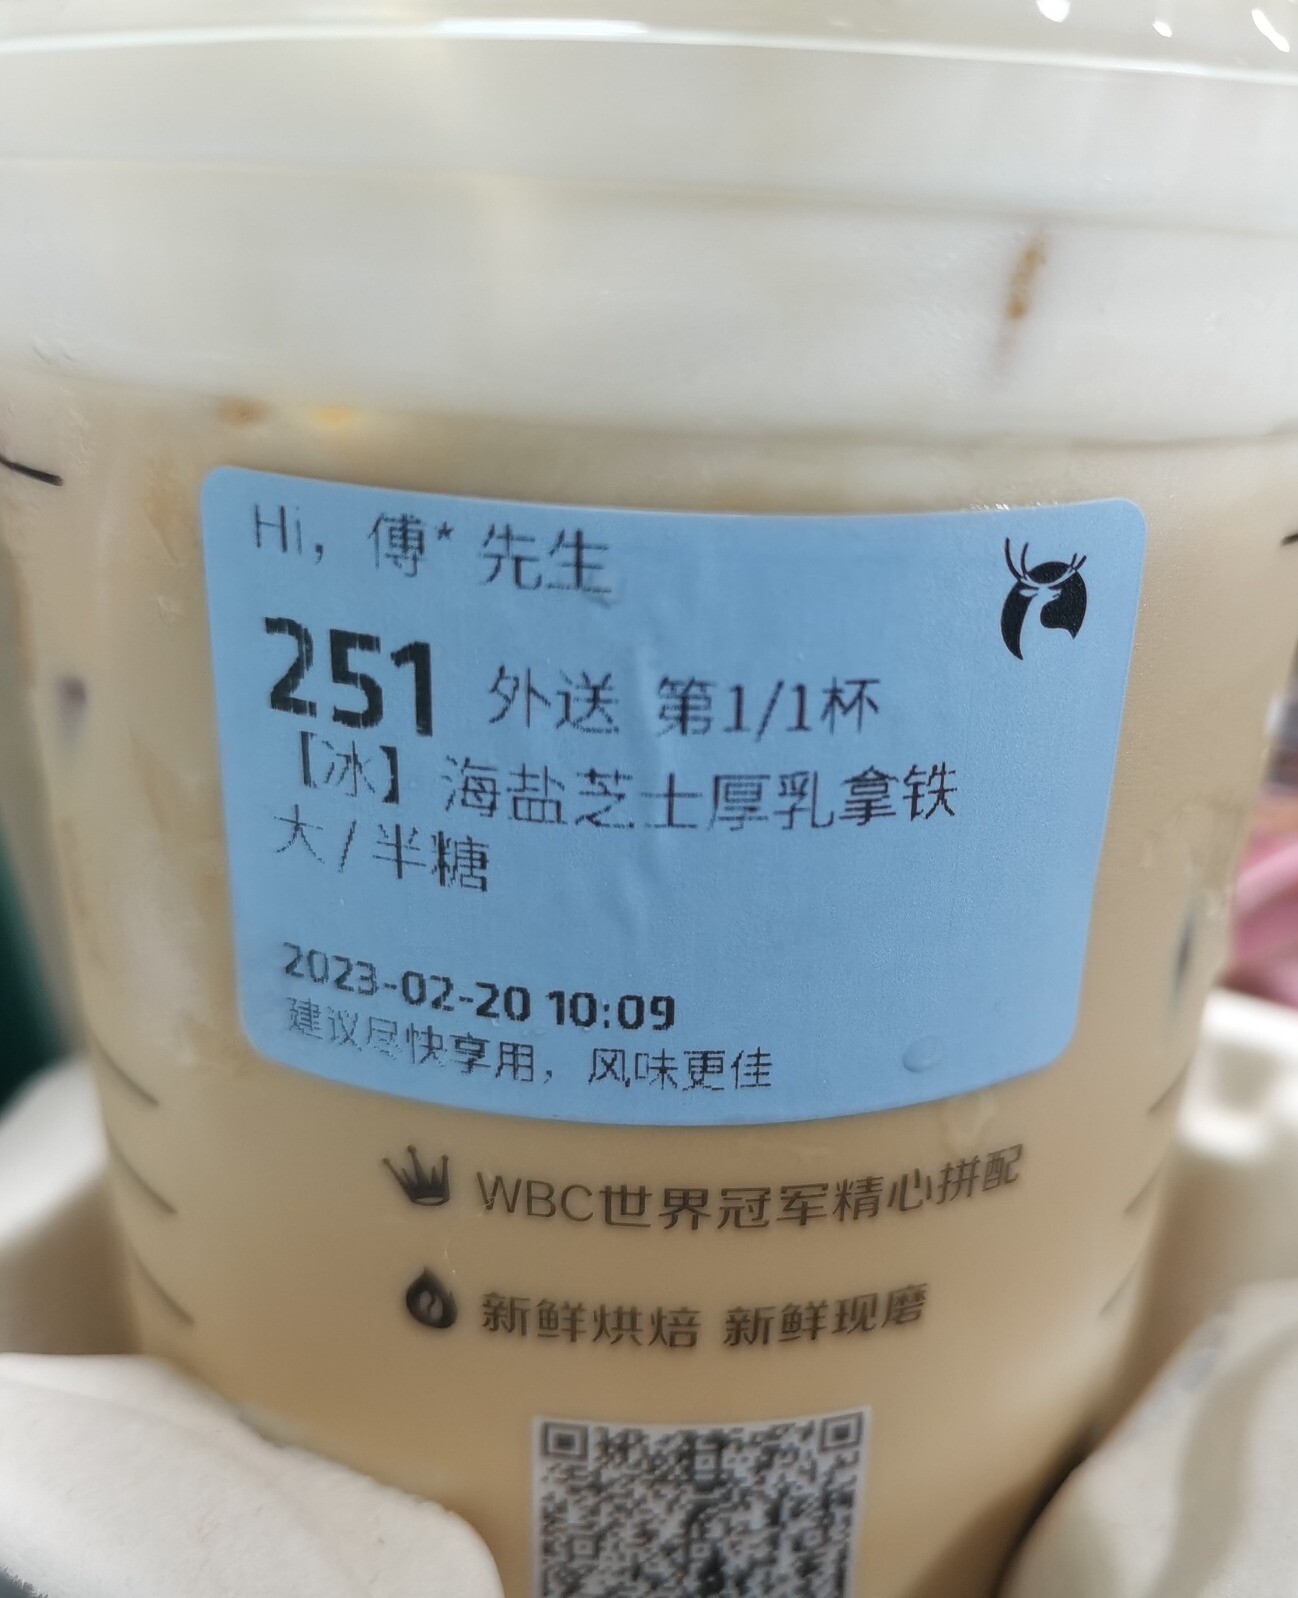 Hi, 傅* 先生
251 外送 第1/1杯
【冰】海盐芝士厚乳拿铁
大/半糖
2023-02-20 10:09
建议尽快享用，风味更佳
WBC世界冠军精心拼配
新鲜烘焙 新鲜现磨